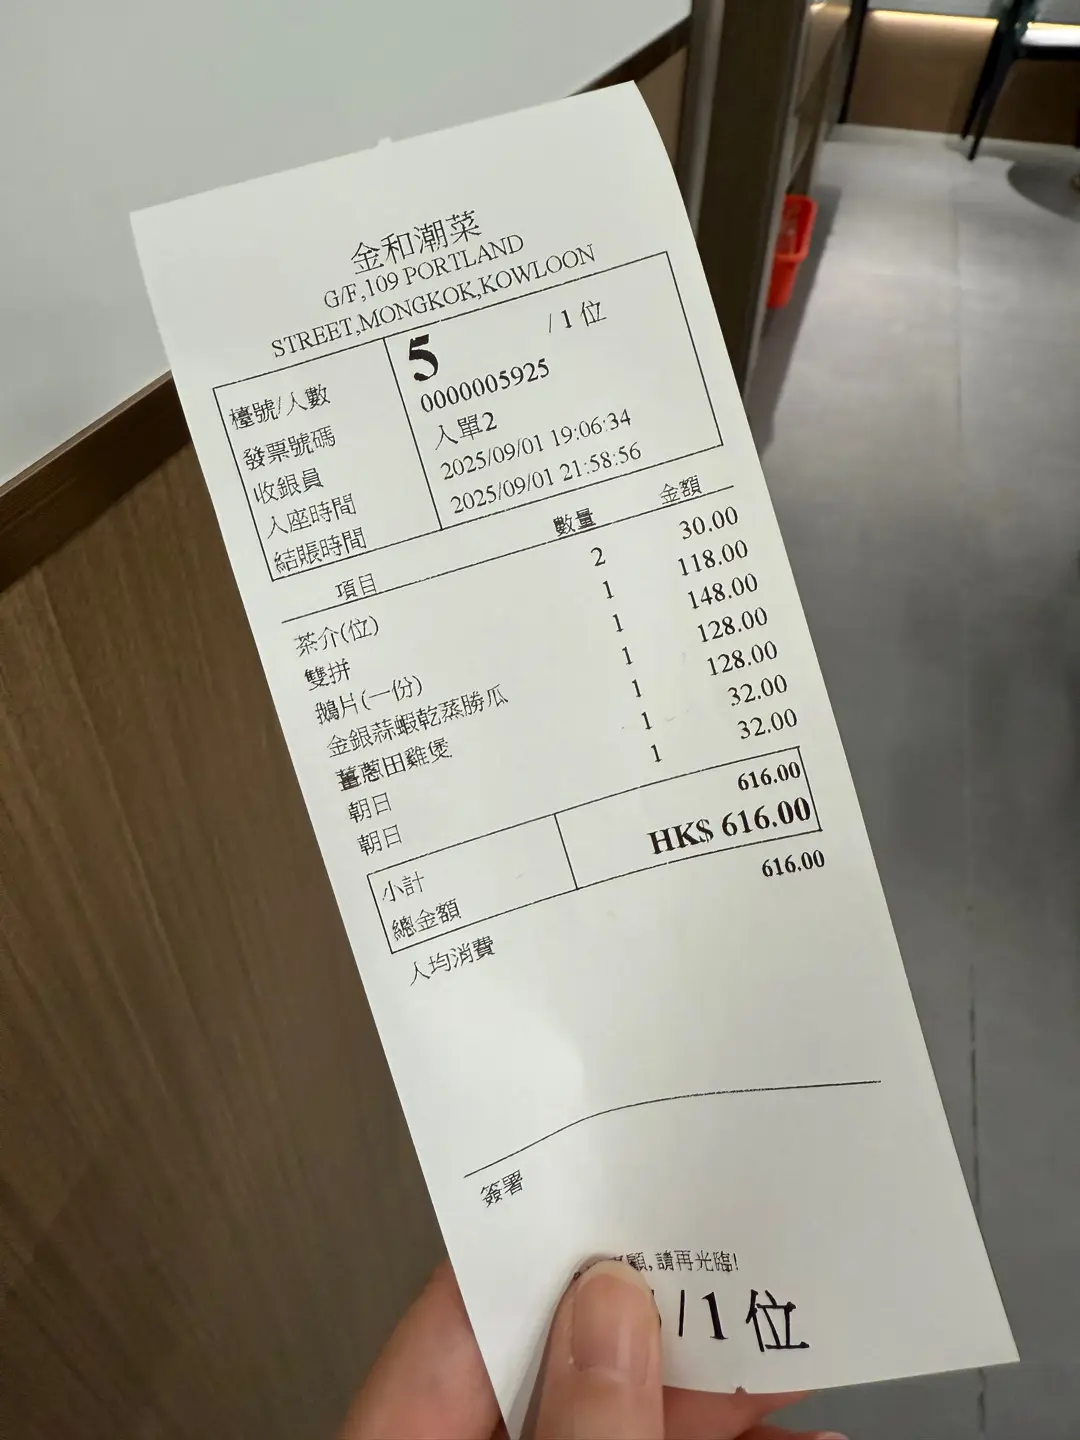 金和潮菜
G/F,109 PORTLAND
STREET,MONGKOK,KOWLOON
檯號/人數 5 / 1 位
發票號碼 0000005925
收銀員 入單2
入座時間 2025/09/01 19:06:34
結賬時間 2025/09/01 21:58:56
項目 數量 金額
茶介(位) 2 30.00
雙拼 1 118.00
鵝片(一份) 1 148.00
金銀蒜蝦乾蒸勝瓜 1 128.00
薑蔥田雞煲 1 128.00
朝日 1 32.00
朝日 1 32.00
小計 616.00
總金額 HK$ 616.00
人均消費 616.00
簽署
顧,請再光臨!
/ 1 位